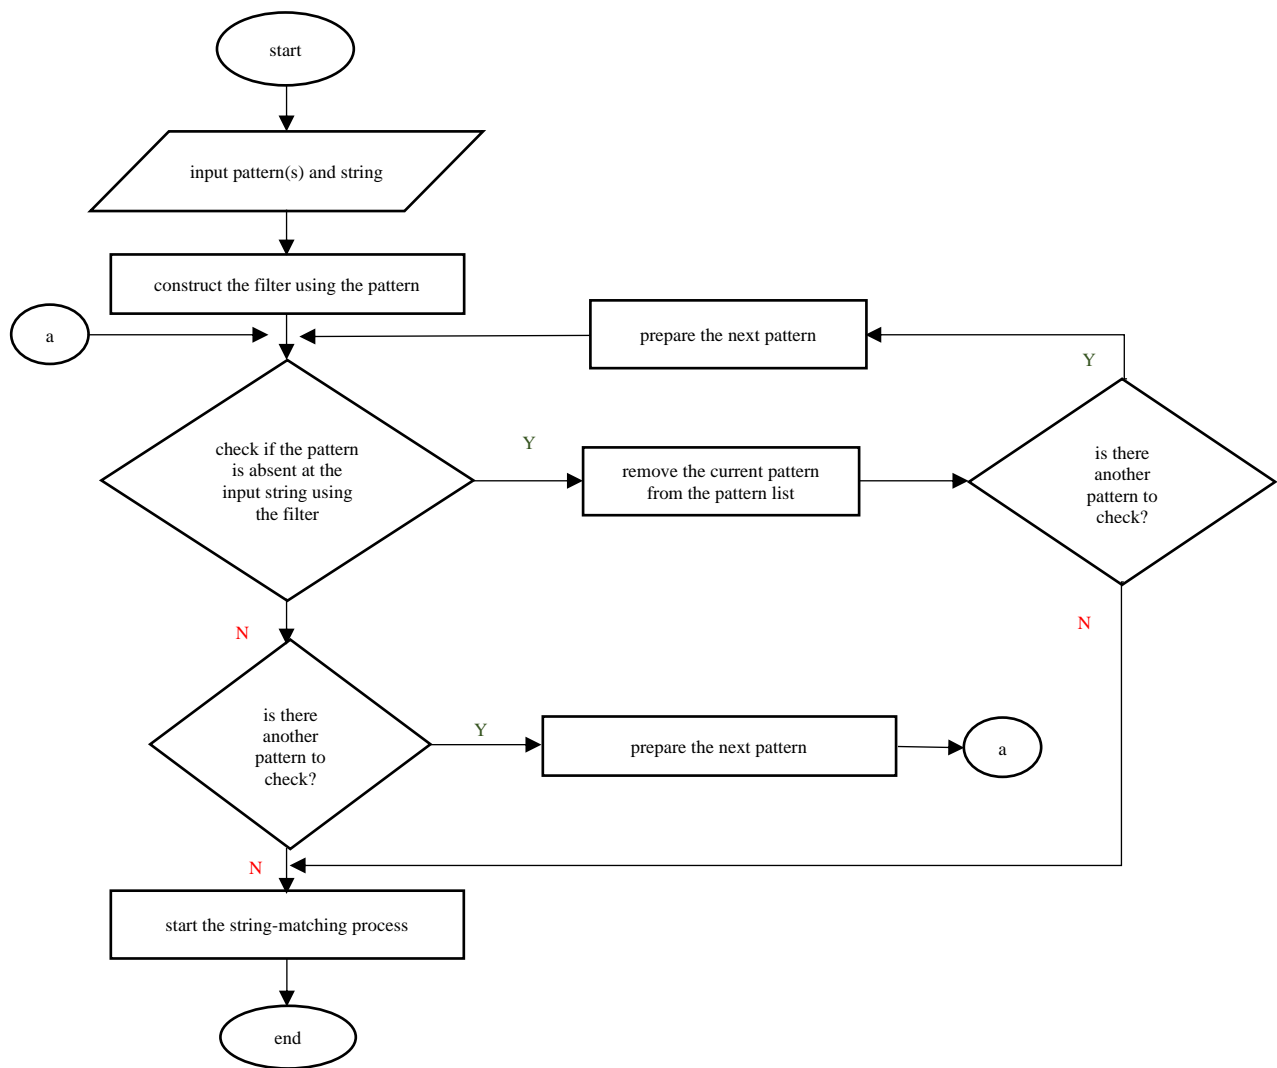 start
input pattern(s) and string
construct the filter using the pattern
a
prepare the next pattern
Y
check if the pattern
is absent at the
input string using
the filter
Y
remove the current pattern
from the pattern list
is there
another
pattern to
check?
N
N
is there
another
pattern to
check?
Y
prepare the next pattern
a
N
start the string-matching process
end